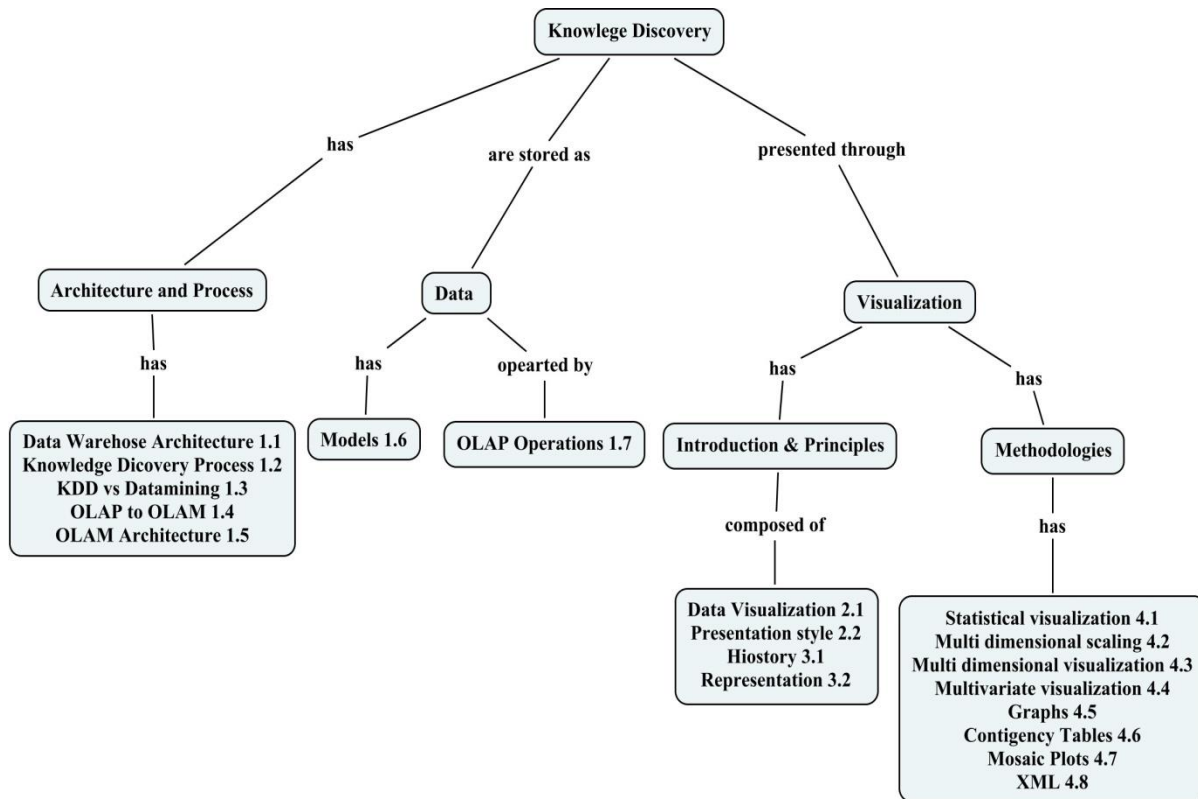 Knowlege Discovery
has
are stored as
presented through
Architecture and Process
Data
Visualization
has
has
opearted by
has
has
Data Warehose Architecture 1.1
Knowledge Dicovery Process 1.2
KDD vs Datamining 1.3
OLAP to OLAM 1.4
OLAM Architecture 1.5
Models 1.6
OLAP Operations 1.7
Introduction & Principles
Methodologies
composed of
has
Data Visualization 2.1
Presentation style 2.2
Hiostory 3.1
Representation 3.2
Statistical visualization 4.1
Multi dimensional scaling 4.2
Multi dimensional visualization 4.3
Multivariate visualization 4.4
Graphs 4.5
Contigency Tables 4.6
Mosaic Plots 4.7
XML 4.8